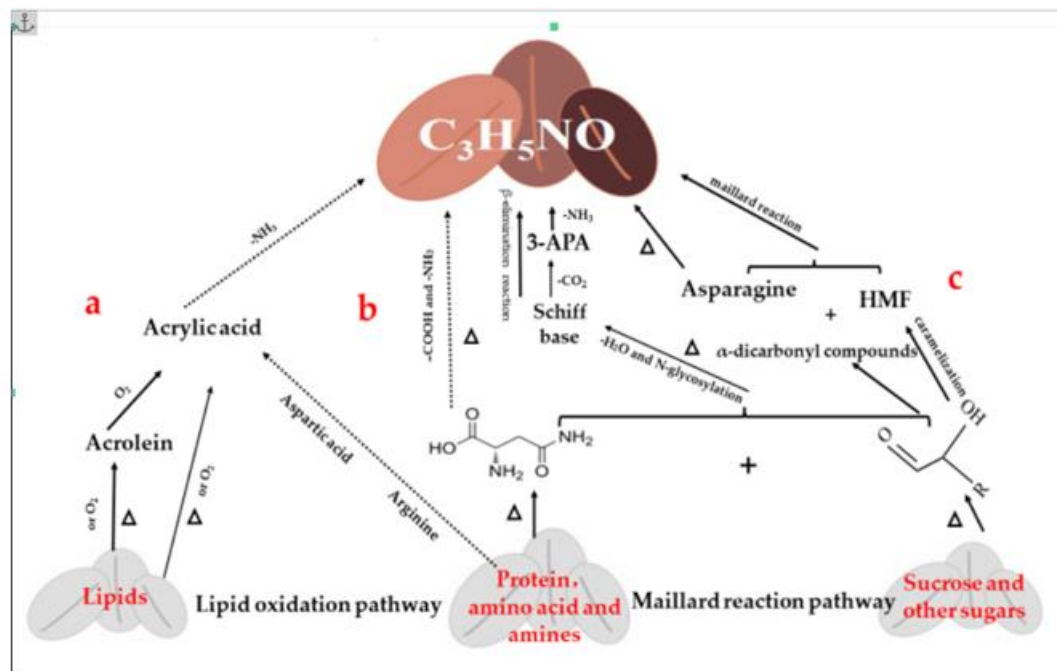 C₃H₅NO
maillard reaction
-NH₃
-COOH and -NH₃
β-elimination reaction
-NH₃
3-APA
Δ
-CO₂
Asparagine
HMF
c
a
b
Acrylic acid
Δ
Schiff
base
+
Δ
α-dicarbonyl compounds
-H₂O and N-glycosylation
caramelization
O₂
Acrolein
Aspartic acid
Arginine
O
HO
NH₂
NH₂
O
+
OH
O
R
or O₂
Δ
or O₂
Δ
Δ
Δ
Lipids
Lipid oxidation pathway
Protein,
amino acid and
amines
Maillard reaction pathway
Sucrose and
other sugars